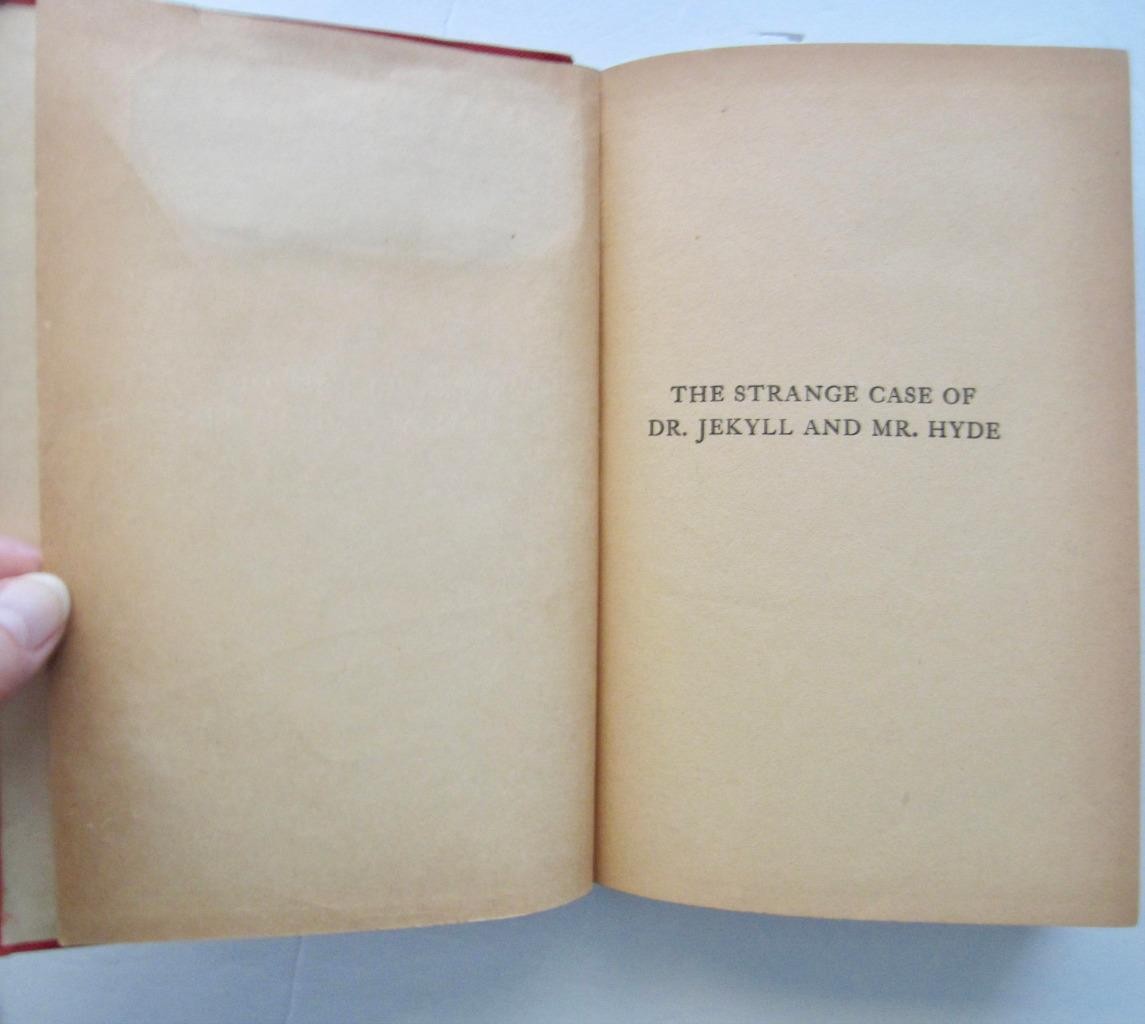 THE STRANGE CASE OF
DR. JEKYLL AND MR. HYDE